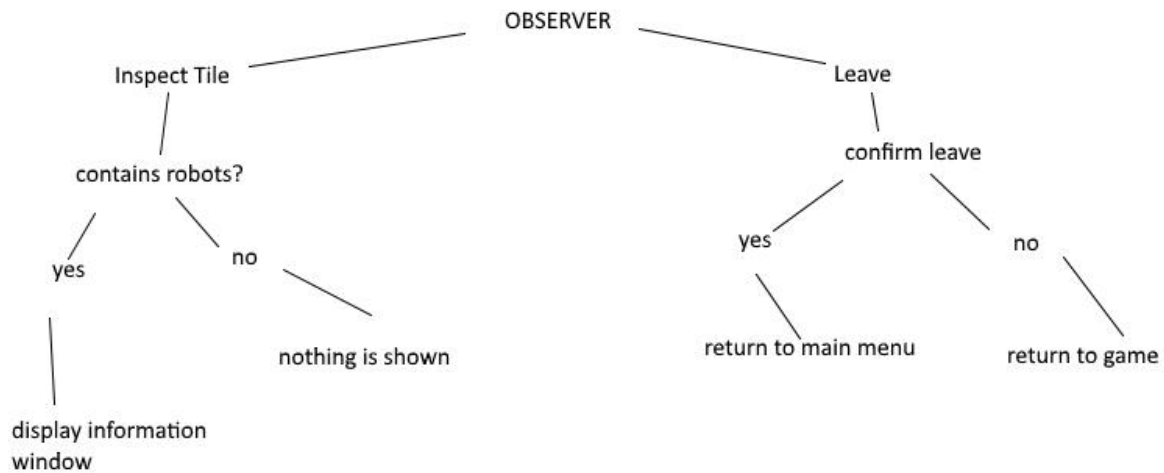 OBSERVER
Inspect Tile
Leave
contains robots?
confirm leave
yes
no
yes
no
nothing is shown
return to main menu
return to game
display information
window